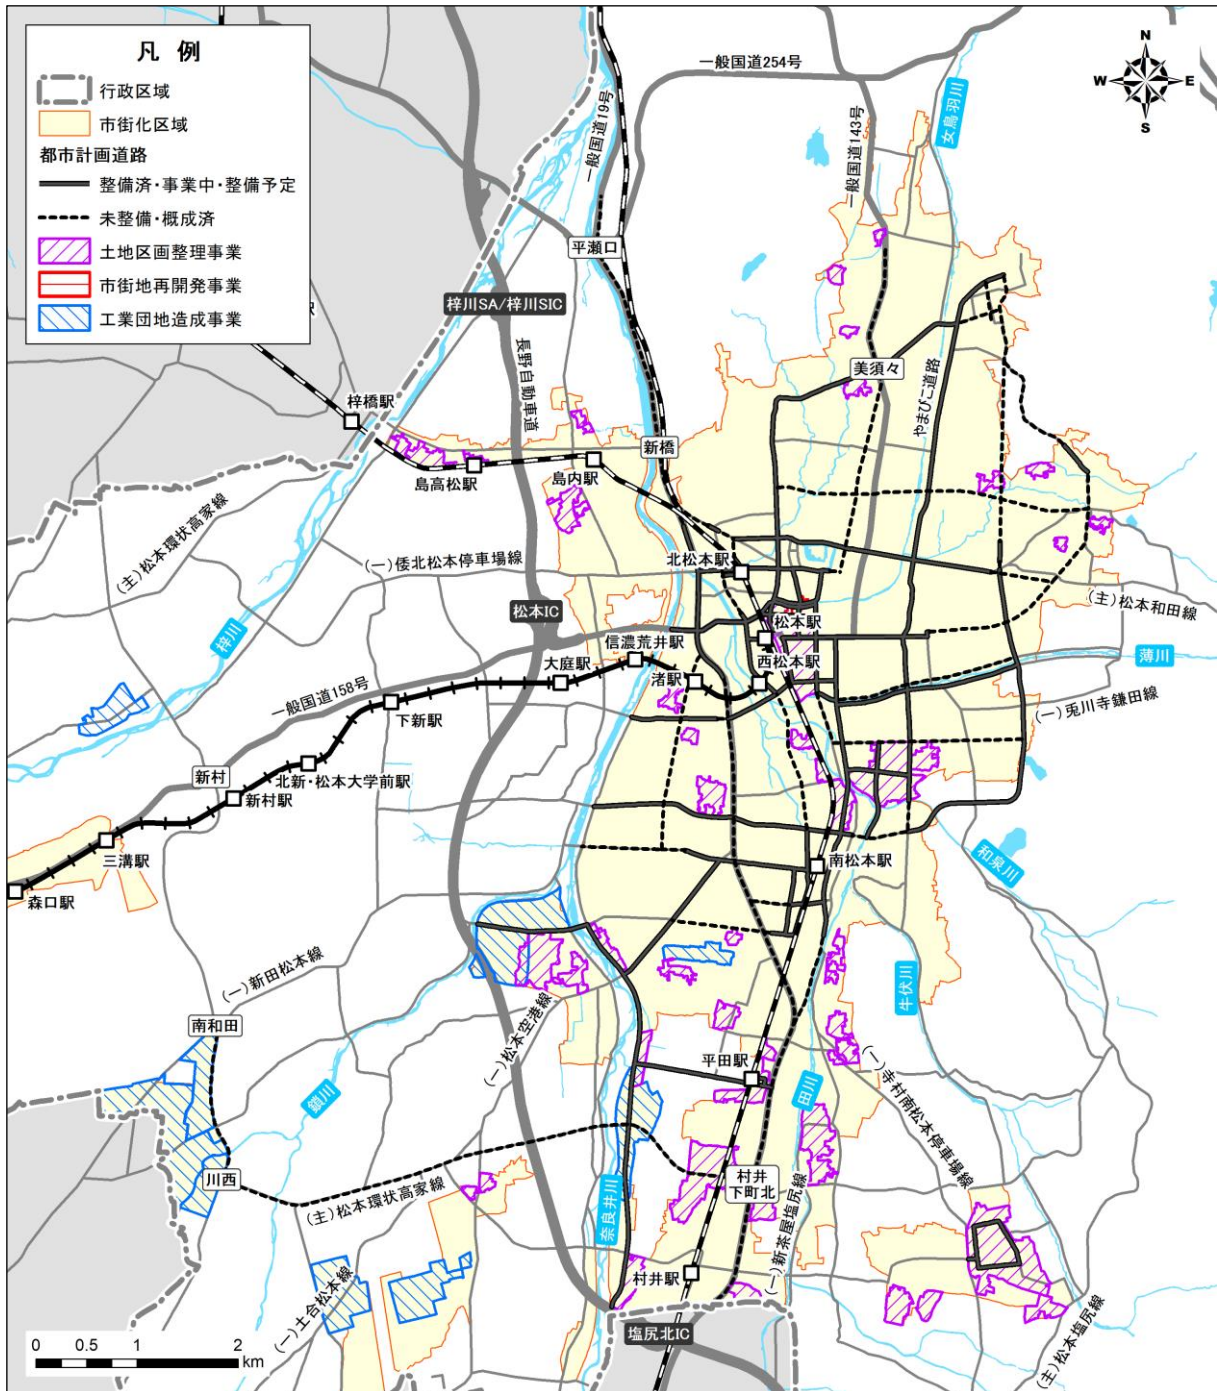 凡 例
行政区域
市街化区域
都市計画道路
整備済・事業中・整備予定
未整備・概成済
土地区画整理事業
市街地再開発事業
工業団地造成事業
N
W
E
S
一般国道254号
一般国道19号
一般国道143号
女鳥羽川
平瀬口
梓川SA/梓川SIC
長野自動車道
美須々
やまびこ道路
梓橋駅
新橋
島高松駅
島内駅
(主)松本環状高家線
(一)倭北松本停車場線
北松本駅
松本IC
(主)松本和田線
松本駅
信濃荒井駅
梓川
大庭駅
渚駅
西松本駅
薄川
一般国道158号
下新駅
(一)兎川寺鎌田線
新村
北新・松本大学前駅
新村駅
三溝駅
森口駅
南松本駅
和泉川
(一)新田松本線
牛伏川
南和田
(一)松本空港線
平田駅
鎖川
田川
(一)寺村南松本停車場線
川西
(主)松本環状高家線
村井
下町北
奈良井川
(一)新茶屋塩尻線
村井駅
(一)土合松本線
塩尻北IC
(主)松本塩尻線
0 0.5 1 2
km